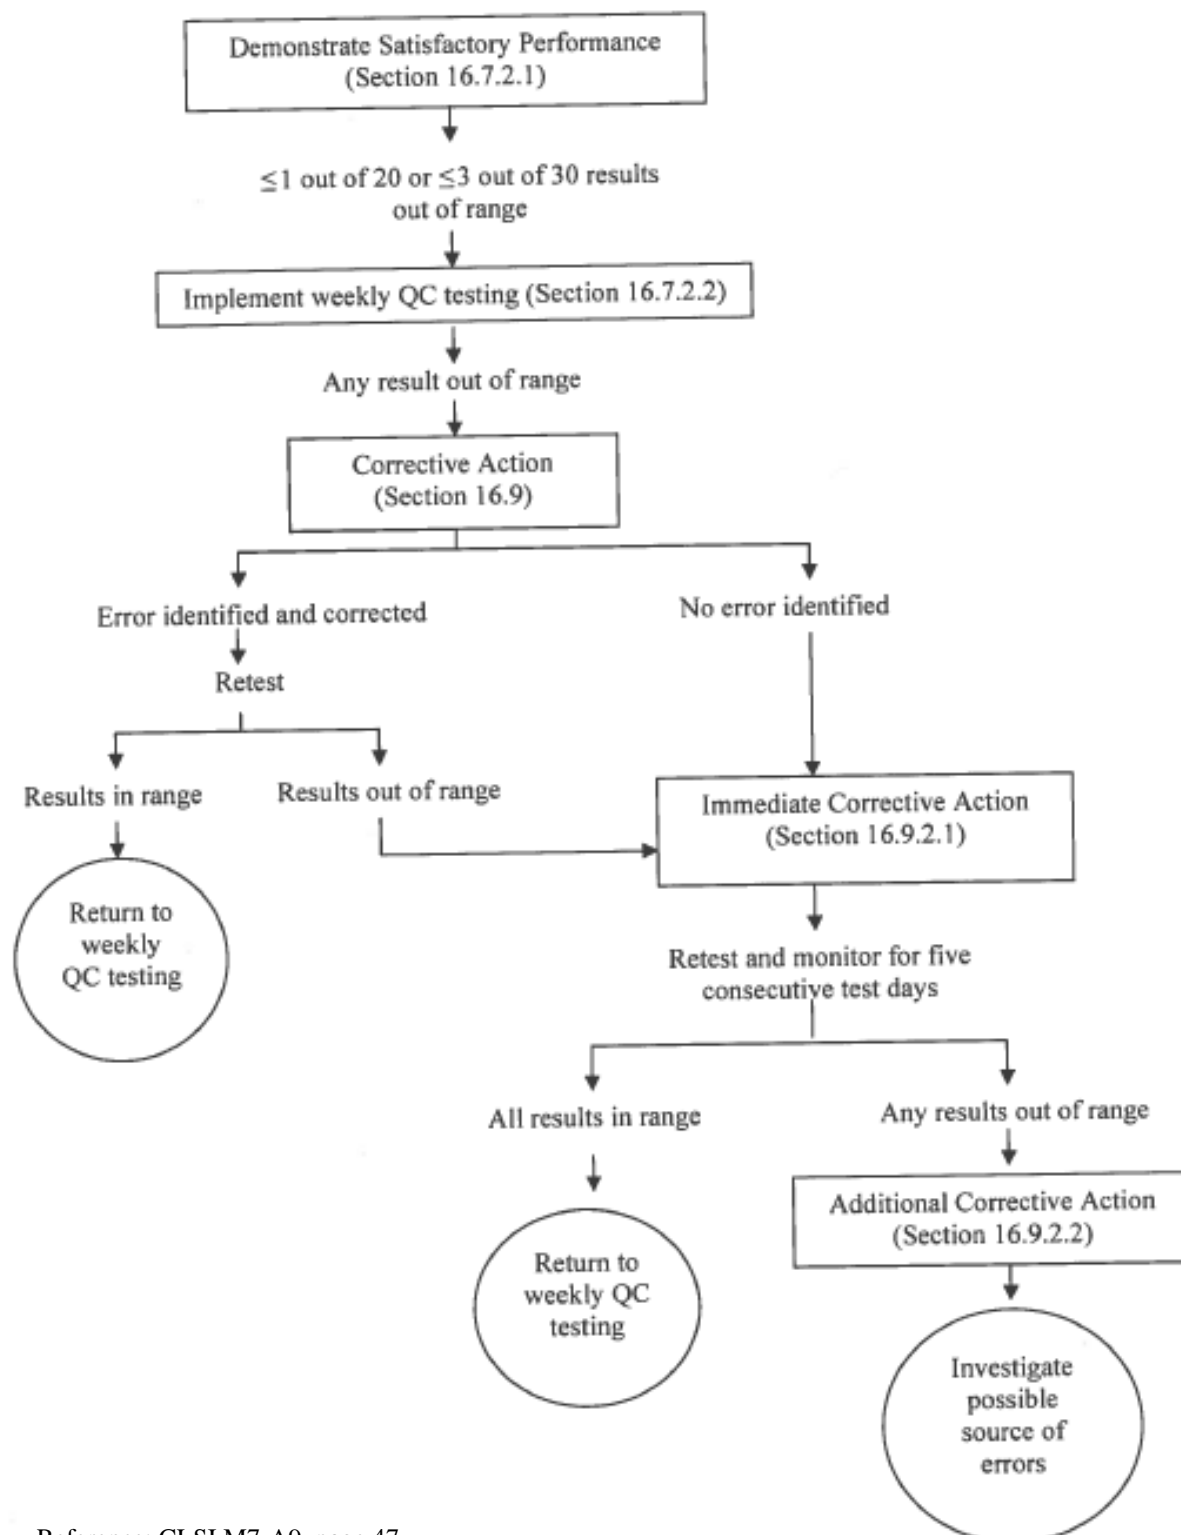 Demonstrate Satisfactory Performance
(Section 16.7.2.1)
≤1 out of 20 or ≤3 out of 30 results
out of range
Implement weekly QC testing (Section 16.7.2.2)
Any result out of range
Corrective Action
(Section 16.9)
Error identified and corrected
No error identified
Retest
Results in range
Results out of range
Immediate Corrective Action
(Section 16.9.2.1)
Return to
weekly
QC testing
Retest and monitor for five
consecutive test days
All results in range
Any results out of range
Additional Corrective Action
(Section 16.9.2.2)
Return to
weekly QC
testing
Investigate
possible
source of
errors